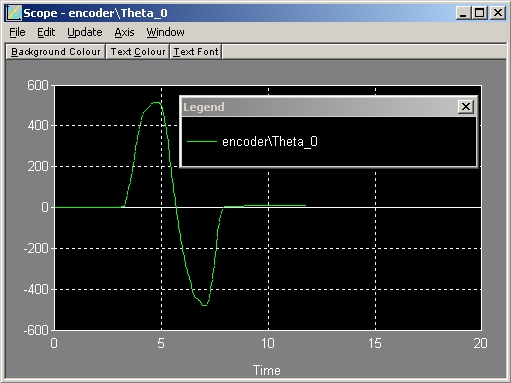 Scope - encoder\Theta_0
File Edit Update Axis Window
Background Colour Text Colour Text Font
Legend
encoder\Theta_0
600
400
200
0
-200
-400
-600
0 5 10 15 20
Time